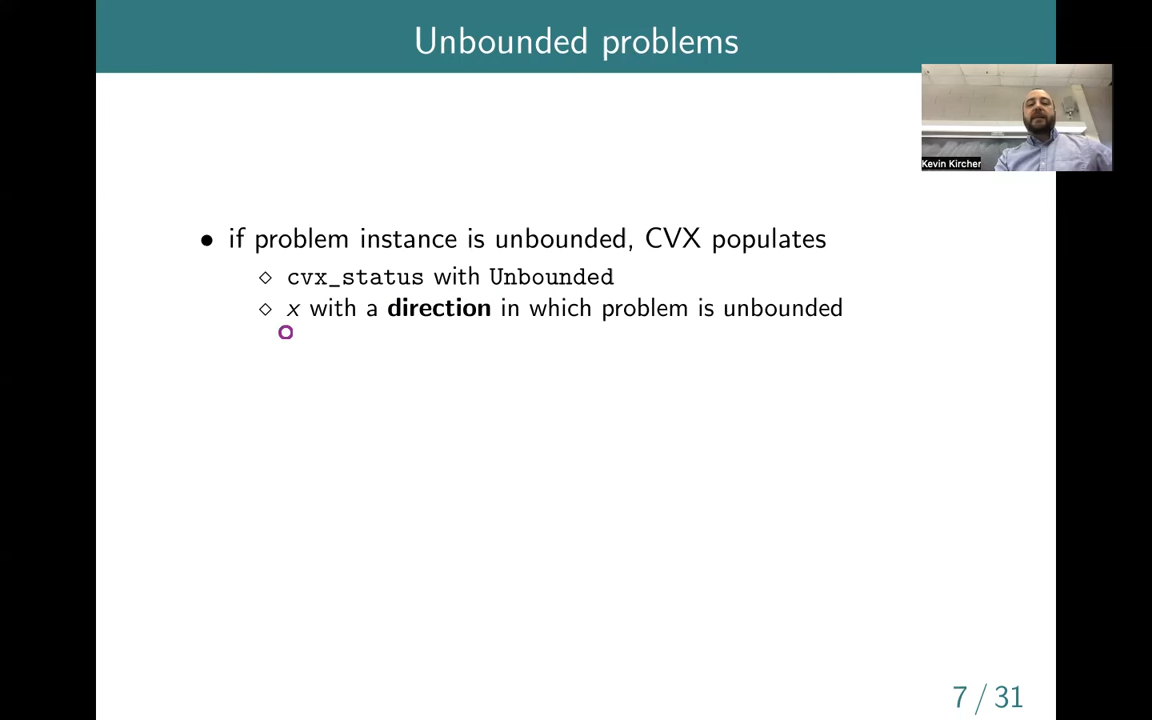 Unbounded problems
Kevin Kircher
• if problem instance is unbounded, CVX populates
⋄ cvx_status with Unbounded
⋄ x with a direction in which problem is unbounded
7 / 31